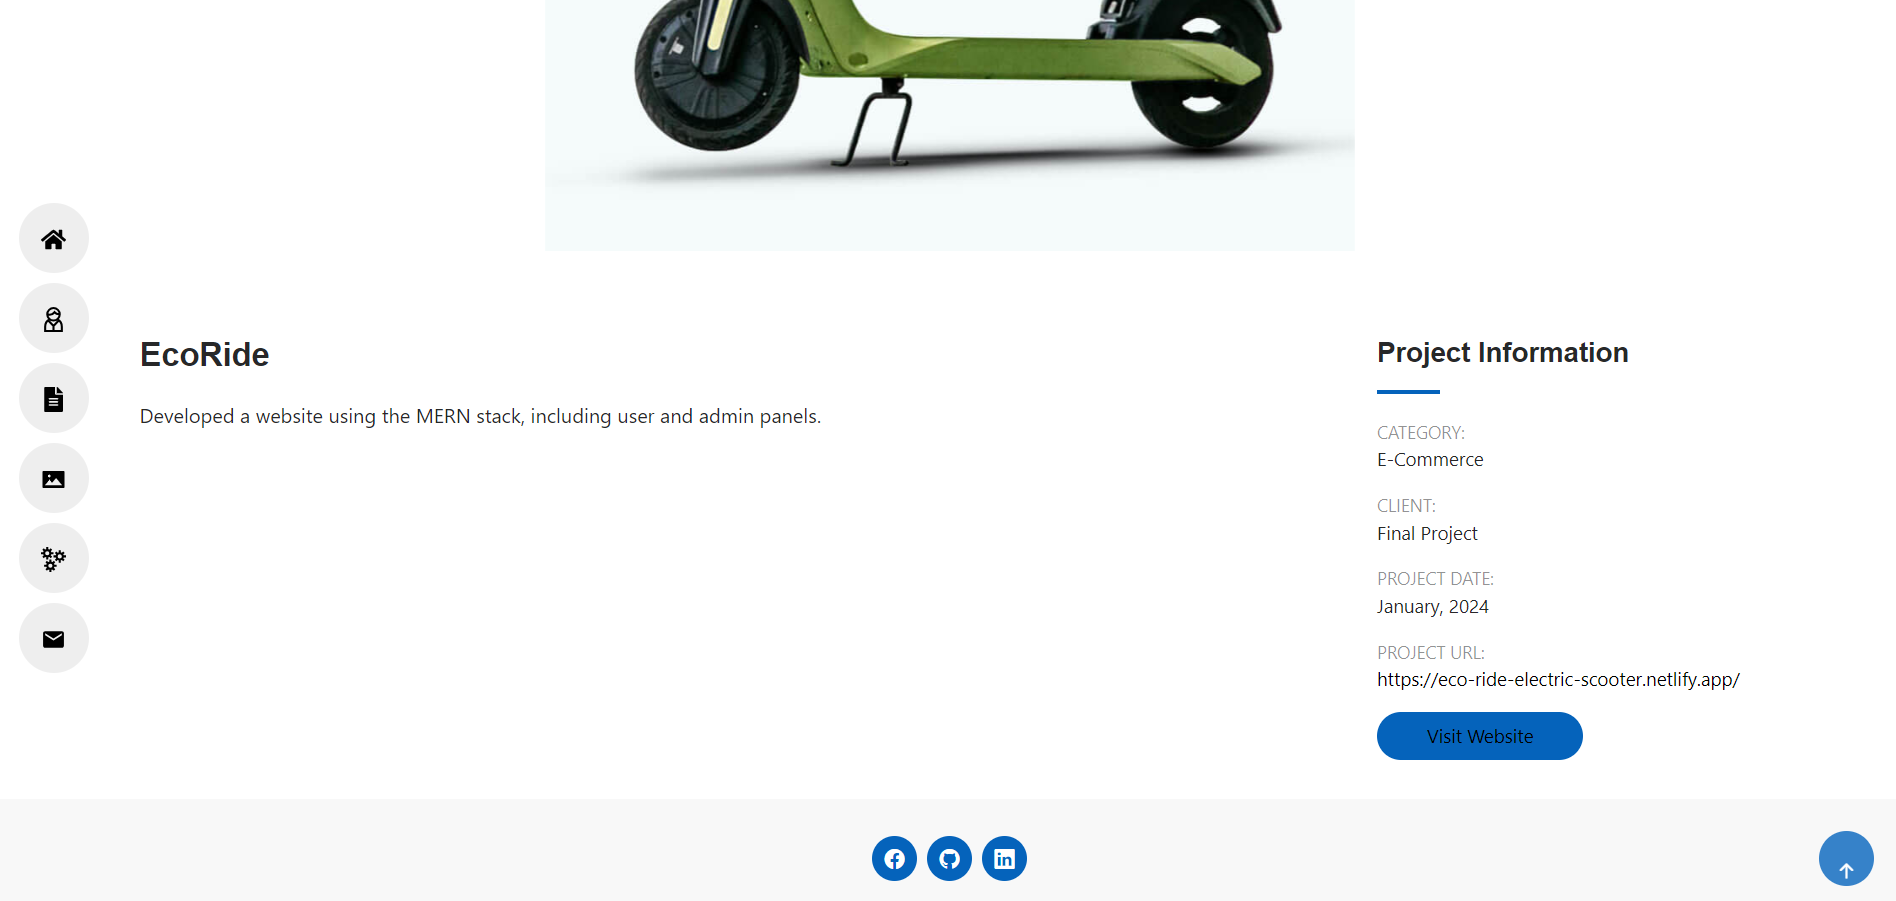 EcoRide
Developed a website using the MERN stack, including user and admin panels.
Project Information
CATEGORY:
E-Commerce
CLIENT:
Final Project
PROJECT DATE:
January, 2024
PROJECT URL:
https://eco-ride-electric-scooter.netlify.app/
Visit Website